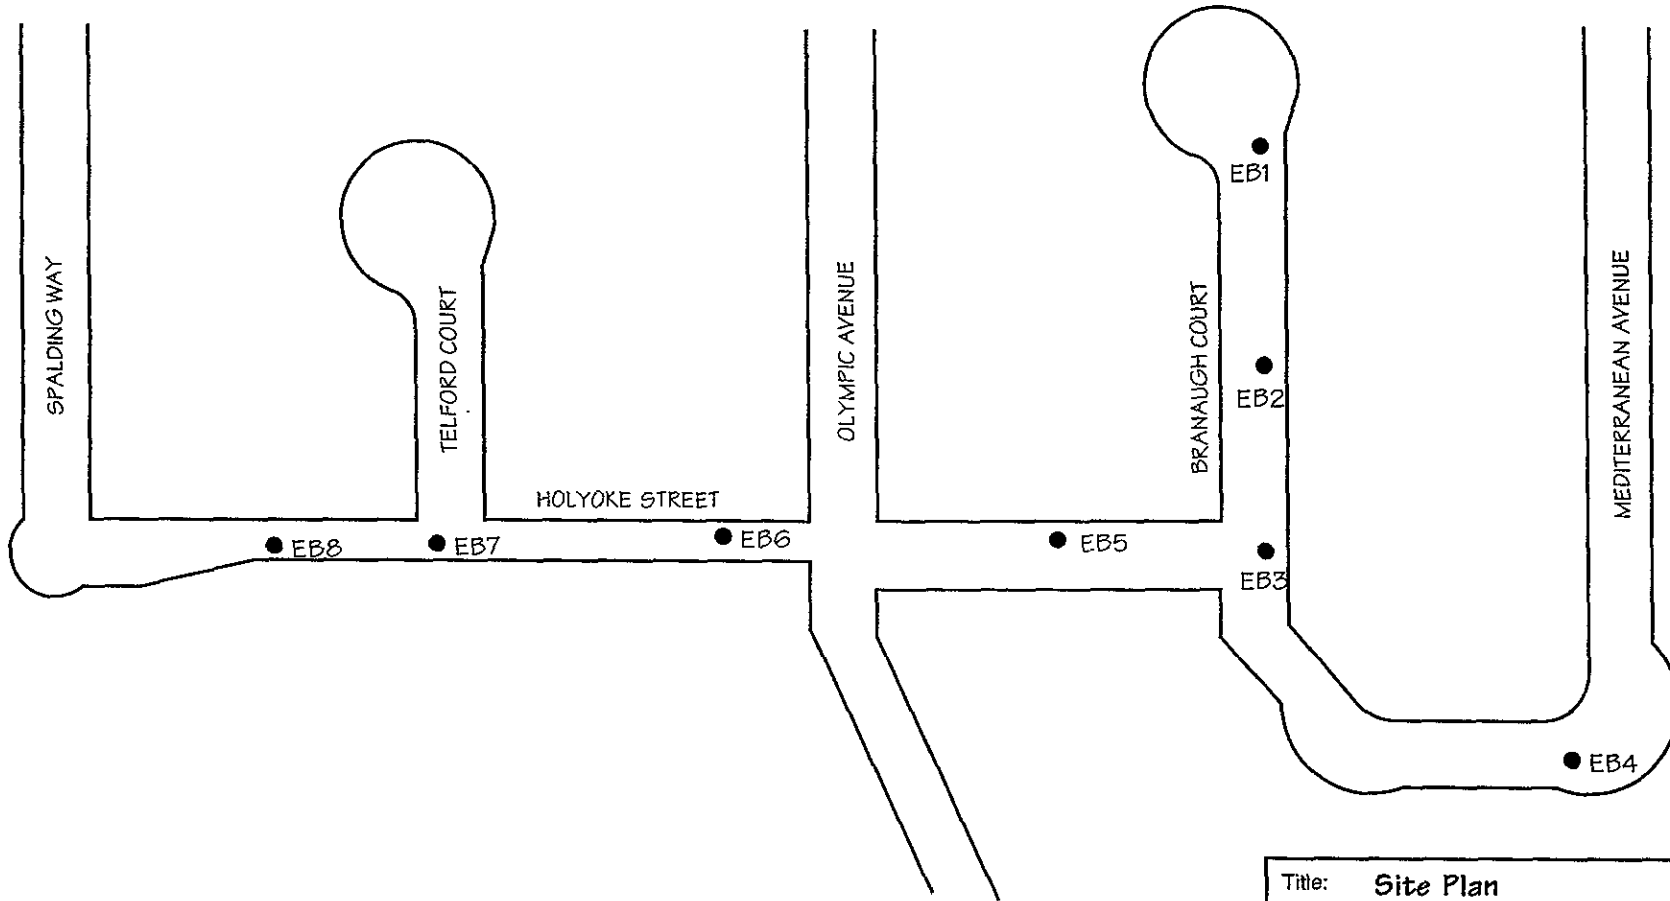 SPALDING WAY
TELFORD COURT
OLYMPIC AVENUE
BRANAUGH COURT
MEDITERRANEAN AVENUE
HOLYOKE STREET
EB1
EB2
EB3
EB4
EB5
EB6
EB7
EB8
Title: Site Plan